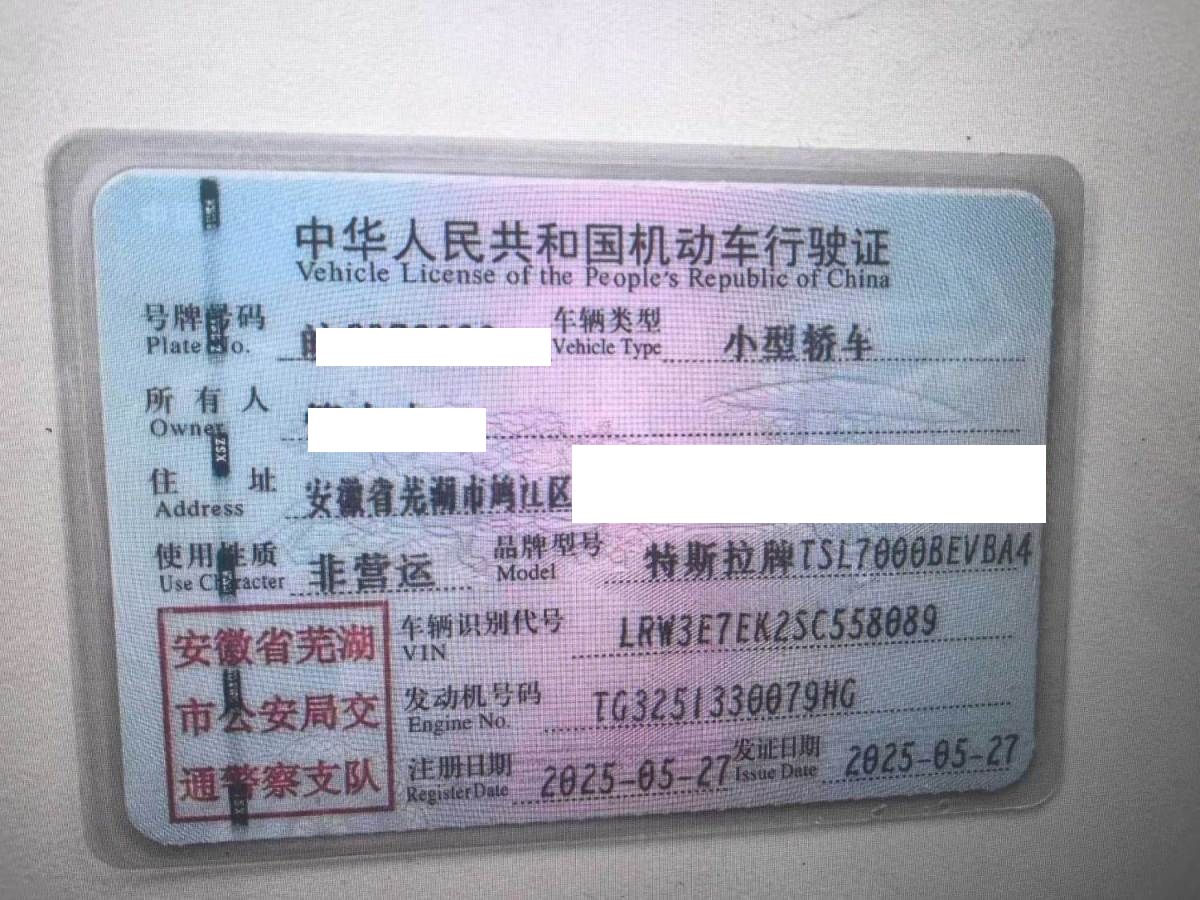 中华人民共和国机动车行驶证
Vehicle License of the People's Republic of China
号牌号码 Plate No. 车辆类型 Vehicle Type 小型轿车
所有人 Owner
住址 Address 安徽省芜湖市鸠江区
使用性质 Use Character 非营运 品牌型号 Model 特斯拉牌TSL7000BEVBA4
安徽省芜湖
市公安局交
通警察支队
车辆识别代号 VIN LRW3E7EK2SC558089
发动机号码 Engine No. TG3251330079HG
注册日期 Register Date 2025-05-27 发证日期 Issue Date 2025-05-27